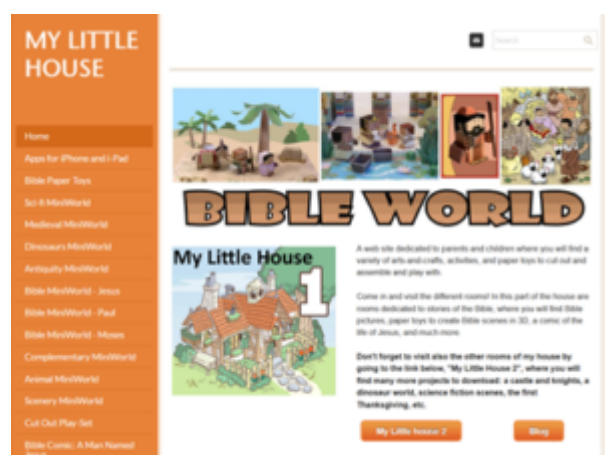 MY LITTLE
HOUSE
Search
Home
Apps for iPhone and i-Pad
Bible Paper Toys
Sci-fi MiniWorld
Medieval MiniWorld
Dinosaurs MiniWorld
Antiquity MiniWorld
Bible MiniWorld - Jesus
Bible MiniWorld - Paul
Bible MiniWorld - Moses
Complementary MiniWorld
Animal MiniWorld
Scenery MiniWorld
Cut Out Play-Set
Bible Comic: A Man Named
Jesus
BIBLE WORLD
My Little House
1
A web site dedicated to parents and children where you will find a
variety of arts-and-crafts, activities, and paper toys to cut out and
assemble and play with.
Come in and visit the different rooms! In this part of the house are
rooms dedicated to stories of the Bible, where you will find Bible
pictures, paper toys to create Bible scenes in 3D, a comic of the
life of Jesus, and much more.
Don't forget to visit also the other rooms of my house by
going to the link below, "My Little House 2", where you will
find many more projects to download: a castle and knights, a
dinosaur world, science fiction scenes, the first
Thanksgiving, etc.
My Little house 2
Blog